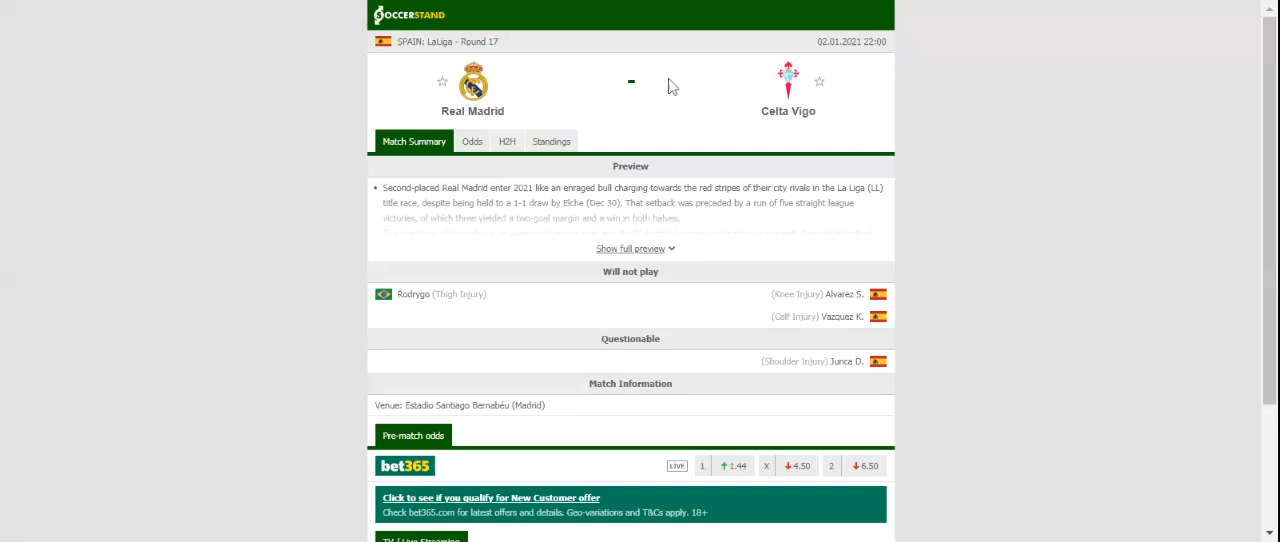 SOCCERSTAND
SPAIN: LaLiga - Round 17
02.01.2021 22:00
-
Real Madrid
Celta Vigo
Match Summary
Odds
H2H
Standings
Preview
• Second-placed Real Madrid enter 2021 like an enraged bull charging towards the red stripes of their city rivals in the La Liga (LL)
title race, despite being held to a 1-1 draw by Elche (Dec 30). That setback was preceded by a run of five straight league
victories, of which three yielded a two-goal margin and a win in both halves.
Show full preview
Will not play
Rodrygo (Thigh Injury)
(Knee Injury) Alvarez S.
(Calf Injury) Vazquez K.
Questionable
(Shoulder Injury) Junca D.
Match Information
Venue: Estadio Santiago Bernabéu (Madrid)
Pre-match odds
bet365
LIVE
1
1.44
X
4.50
2
6.50
Click to see if you qualify for New Customer offer
Check bet365.com for latest offers and details. Geo-variations and T&Cs apply. 18+
TV / Live Streaming